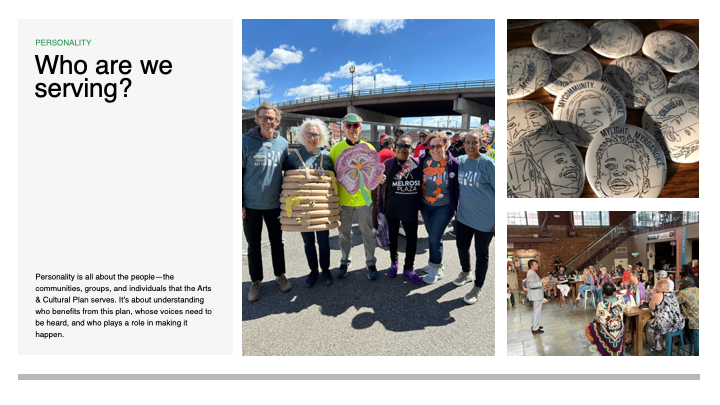 PERSONALITY
Who are we
serving?
Personality is all about the people—the
communities, groups, and individuals that the Arts
& Cultural Plan serves. It's about understanding
who benefits from this plan, whose voices need to
be heard, and who plays a role in making it
happen.
MELROSE
PLAZA
MYCOMMUNITY.
MYLIGHT.